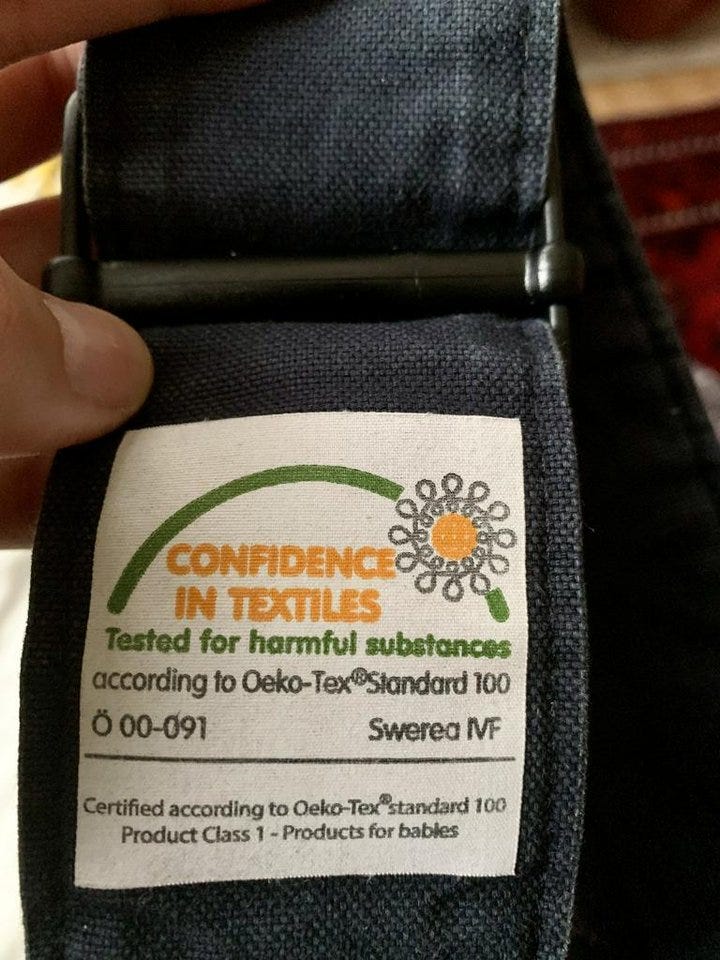 CONFIDENCE
IN TEXTILES
Tested for harmful substances
according to Oeko-Tex®Standard 100
Ö 00-091 Swerea IVF
Certified according to Oeko-Tex®standard 100
Product Class 1 - Products for babies